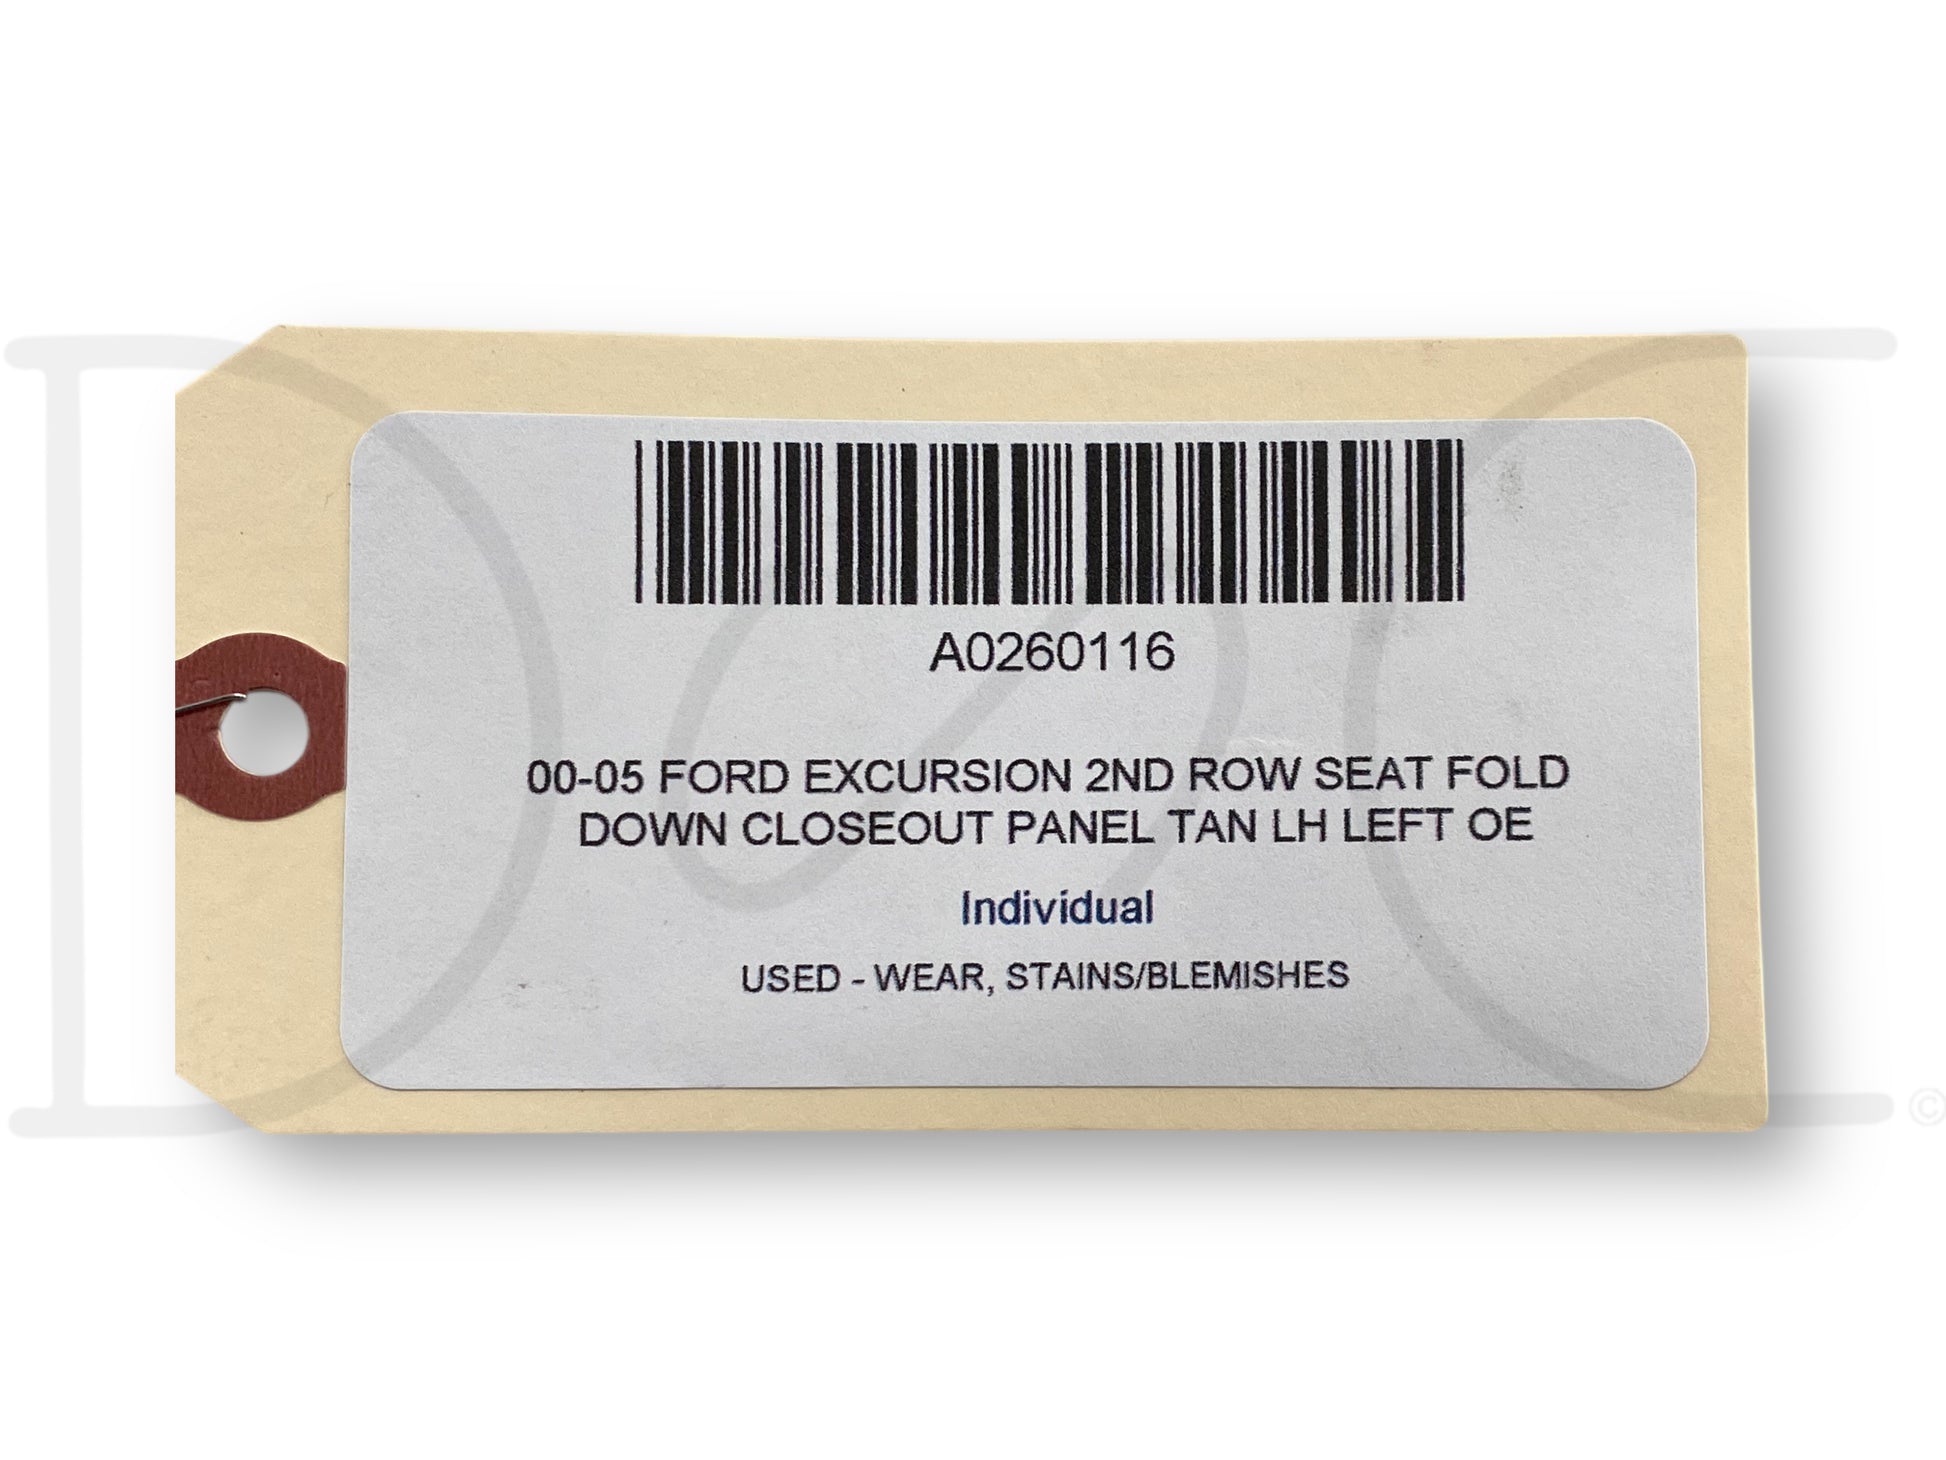 A0260116
00-05 FORD EXCURSION 2ND ROW SEAT FOLD
DOWN CLOSEOUT PANEL TAN LH LEFT OE
Individual
USED - WEAR, STAINS/BLEMISHES
©